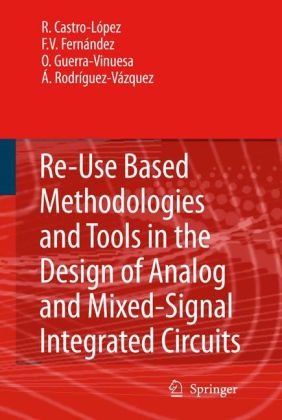 R. Castro-López
F.V. Fernández
O. Guerra-Vinuesa
Á. Rodríguez-Vázquez
Re-Use Based
Methodologies
and Tools in the
Design of Analog
and Mixed-Signal
Integrated Circuits
Springer